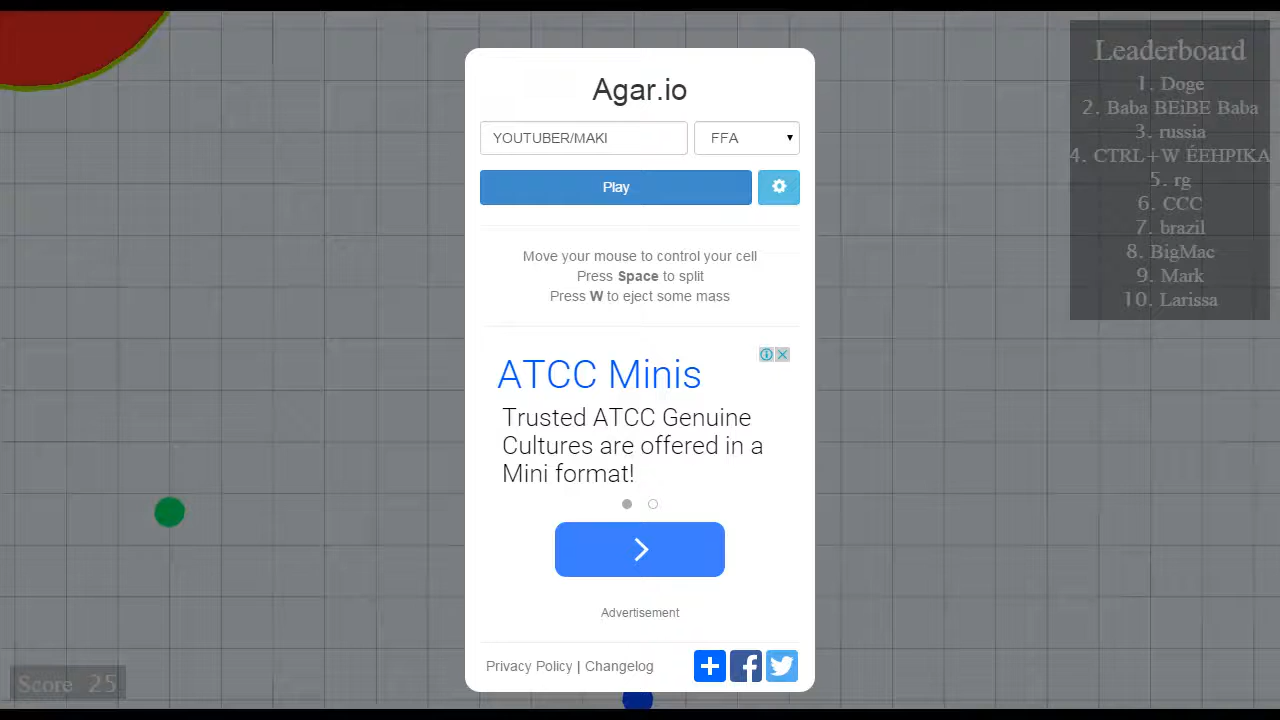 Agar.io
YOUTUBER/MAKI
FFA
Play
Move your mouse to control your cell
Press Space to split
Press W to eject some mass
ATCC Minis
Trusted ATCC Genuine
Cultures are offered in a
Mini format!
Advertisement
Privacy Policy | Changelog
Leaderboard
1. Doge
2. Baba BEiBE Baba
3. russia
4. CTRL+W ÉEHPIKA
5. rg
6. CCC
7. brazil
8. BigMac
9. Mark
10. Larissa
Score 25